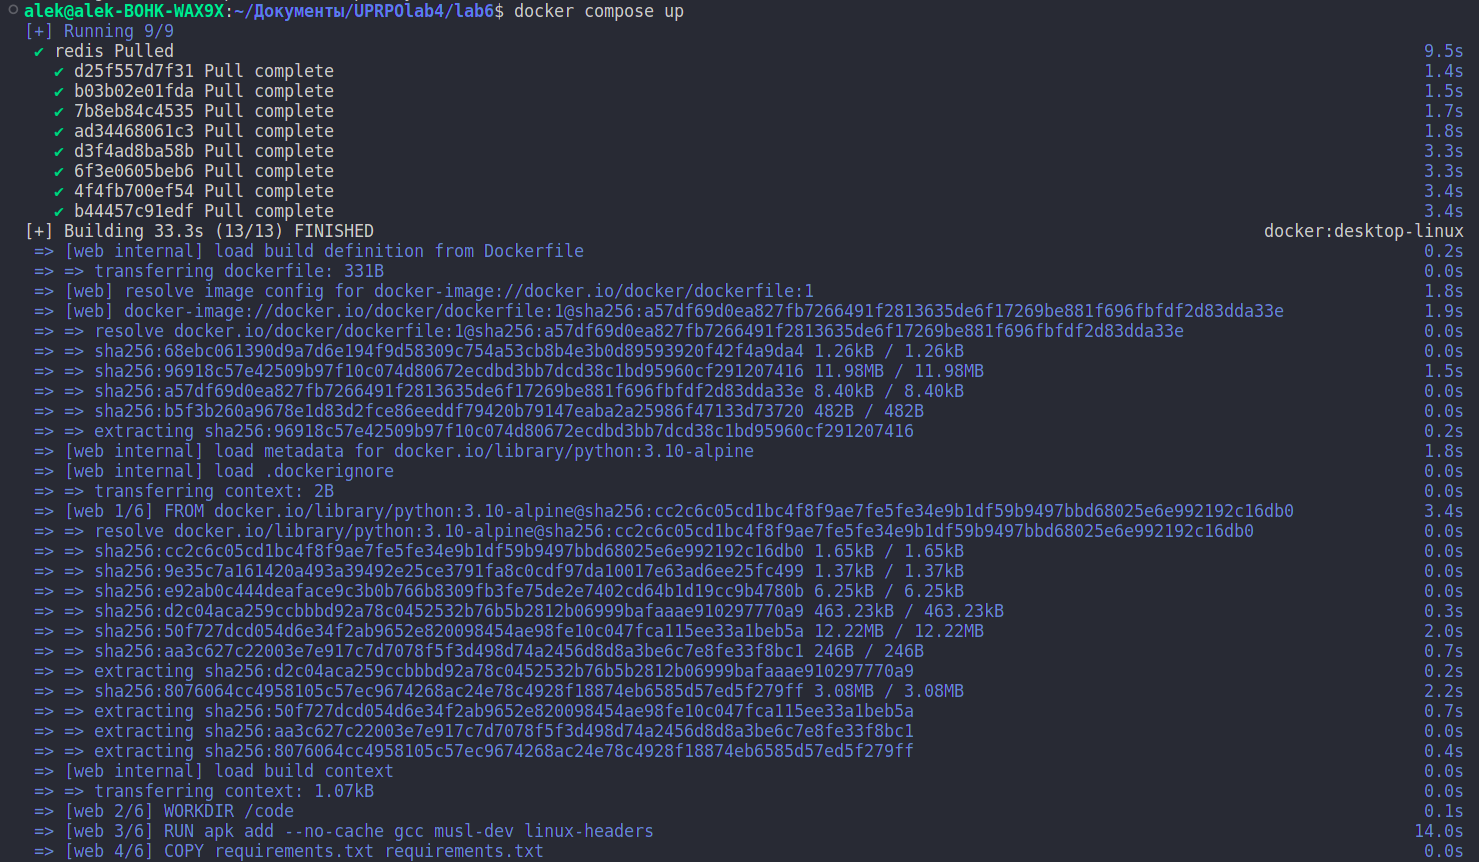 alek@alek-BOHK-WAX9X:~/Документы/UPRPOlab4/lab6$ docker compose up
[+] Running 9/9
✔ redis Pulled 9.5s
✔ d25f557d7f31 Pull complete 1.4s
✔ b03b02e01fda Pull complete 1.5s
✔ 7b8eb84c4535 Pull complete 1.7s
✔ ad34468061c3 Pull complete 1.8s
✔ d3f4ad8ba58b Pull complete 3.3s
✔ 6f3e0605beb6 Pull complete 3.3s
✔ 4f4fb700ef54 Pull complete 3.4s
✔ b44457c91edf Pull complete 3.4s
[+] Building 33.3s (13/13) FINISHED docker:desktop-linux
=> [web internal] load build definition from Dockerfile 0.2s
=> => transferring dockerfile: 331B 0.0s
=> [web] resolve image config for docker-image://docker.io/docker/dockerfile:1 1.8s
=> [web] docker-image://docker.io/docker/dockerfile:1@sha256:a57df69d0ea827fb7266491f2813635de6f17269be881f696fbfdf2d83dda33e 1.9s
=> => resolve docker.io/docker/dockerfile:1@sha256:a57df69d0ea827fb7266491f2813635de6f17269be881f696fbfdf2d83dda33e 0.0s
=> => sha256:68ebc061390d9a7d6e194f9d58309c754a53cb8b4e3b0d89593920f42f4a9da4 1.26kB / 1.26kB 0.0s
=> => sha256:96918c57e42509b97f10c074d80672ecdbd3bb7dcd38c1bd95960cf291207416 11.98MB / 11.98MB 1.5s
=> => sha256:a57df69d0ea827fb7266491f2813635de6f17269be881f696fbfdf2d83dda33e 8.40kB / 8.40kB 0.0s
=> => sha256:b5f3b260a9678e1d83d2fce86eeddf79420b79147eaba2a25986f47133d73720 482B / 482B 0.0s
=> => extracting sha256:96918c57e42509b97f10c074d80672ecdbd3bb7dcd38c1bd95960cf291207416 0.2s
=> [web internal] load metadata for docker.io/library/python:3.10-alpine 1.8s
=> [web internal] load .dockerignore 0.0s
=> => transferring context: 2B 0.0s
=> [web 1/6] FROM docker.io/library/python:3.10-alpine@sha256:cc2c6c05cd1bc4f8f9ae7fe5fe34e9b1df59b9497bbd68025e6e992192c16db0 3.4s
=> => resolve docker.io/library/python:3.10-alpine@sha256:cc2c6c05cd1bc4f8f9ae7fe5fe34e9b1df59b9497bbd68025e6e992192c16db0 0.0s
=> => sha256:cc2c6c05cd1bc4f8f9ae7fe5fe34e9b1df59b9497bbd68025e6e992192c16db0 1.65kB / 1.65kB 0.0s
=> => sha256:9e35c7a161420a493a39492e25ce3791fa8c0cdf97da10017e63ad6ee25fc499 1.37kB / 1.37kB 0.0s
=> => sha256:e92ab0c444deaface9c3b0b766b8309fb3fe75de2e7402cd64b1d19cc9b4780b 6.25kB / 6.25kB 0.0s
=> => sha256:d2c04aca259ccbbbd92a78c0452532b76b5b2812b06999bafaaae910297770a9 463.23kB / 463.23kB 0.3s
=> => sha256:50f727dcd054d6e34f2ab9652e820098454ae98fe10c047fca115ee33a1beb5a 12.22MB / 12.22MB 2.0s
=> => sha256:aa3c627c22003e7e917c7d7078f5f3d498d74a2456d8d8a3be6c7e8fe33f8bc1 246B / 246B 0.7s
=> => extracting sha256:d2c04aca259ccbbbd92a78c0452532b76b5b2812b06999bafaaae910297770a9 0.2s
=> => sha256:8076064cc4958105c57ec9674268ac24e78c4928f18874eb6585d57ed5f279ff 3.08MB / 3.08MB 2.2s
=> => extracting sha256:50f727dcd054d6e34f2ab9652e820098454ae98fe10c047fca115ee33a1beb5a 0.7s
=> => extracting sha256:aa3c627c22003e7e917c7d7078f5f3d498d74a2456d8d8a3be6c7e8fe33f8bc1 0.0s
=> => extracting sha256:8076064cc4958105c57ec9674268ac24e78c4928f18874eb6585d57ed5f279ff 0.4s
=> [web internal] load build context 0.0s
=> => transferring context: 1.07kB 0.0s
=> [web 2/6] WORKDIR /code 0.1s
=> [web 3/6] RUN apk add --no-cache gcc musl-dev linux-headers 14.0s
=> [web 4/6] COPY requirements.txt requirements.txt 0.0s